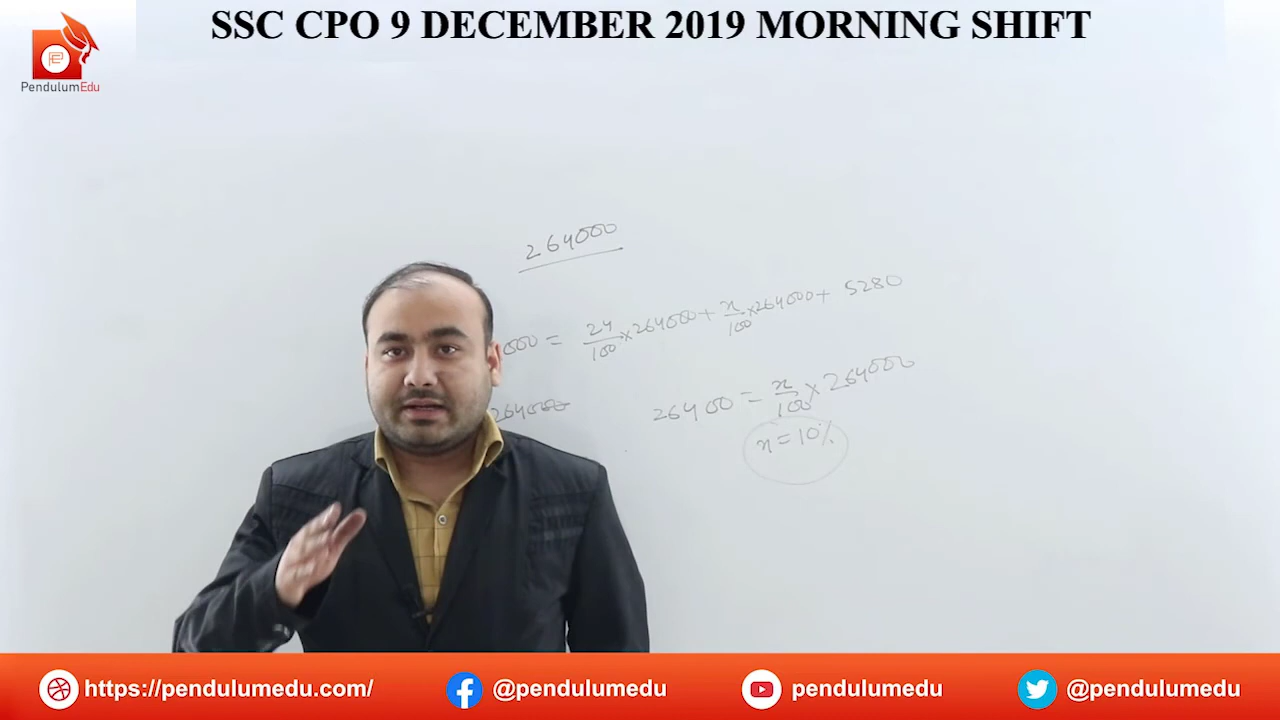 SSC CPO 9 DECEMBER 2019 MORNING SHIFT
PendulumEdu
264000
000 = 24/100 × 264000 + x/100 × 264000 + 5280
264000
26400 = x/100 × 264000
x = 10%
https://pendulumedu.com/
@pendulumedu
pendulumedu
@pendulumedu